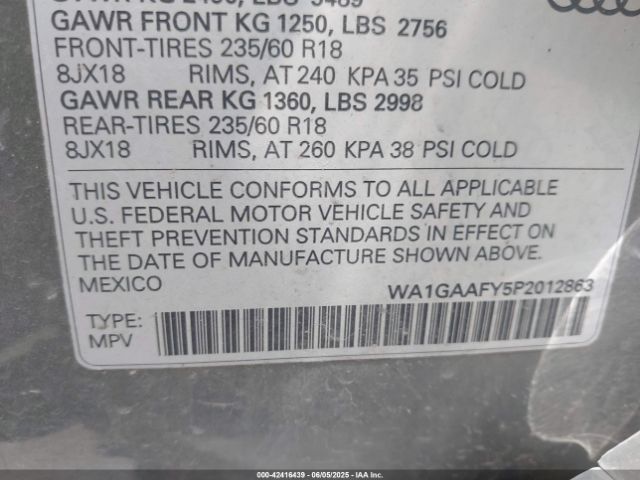 GAWR FRONT KG 1250, LBS 2756
FRONT-TIRES 235/60 R18
8JX18 RIMS, AT 240 KPA 35 PSI COLD
GAWR REAR KG 1360, LBS 2998
REAR-TIRES 235/60 R18
8JX18 RIMS, AT 260 KPA 38 PSI COLD
THIS VEHICLE CONFORMS TO ALL APPLICABLE
U.S. FEDERAL MOTOR VEHICLE SAFETY AND
THEFT PREVENTION STANDARDS IN EFFECT ON
THE DATE OF MANUFACTURE SHOWN ABOVE.
MEXICO
WA1GAAFY5P2012863
TYPE:
MPV
000-42416439 - 06/05/2025 - IAA